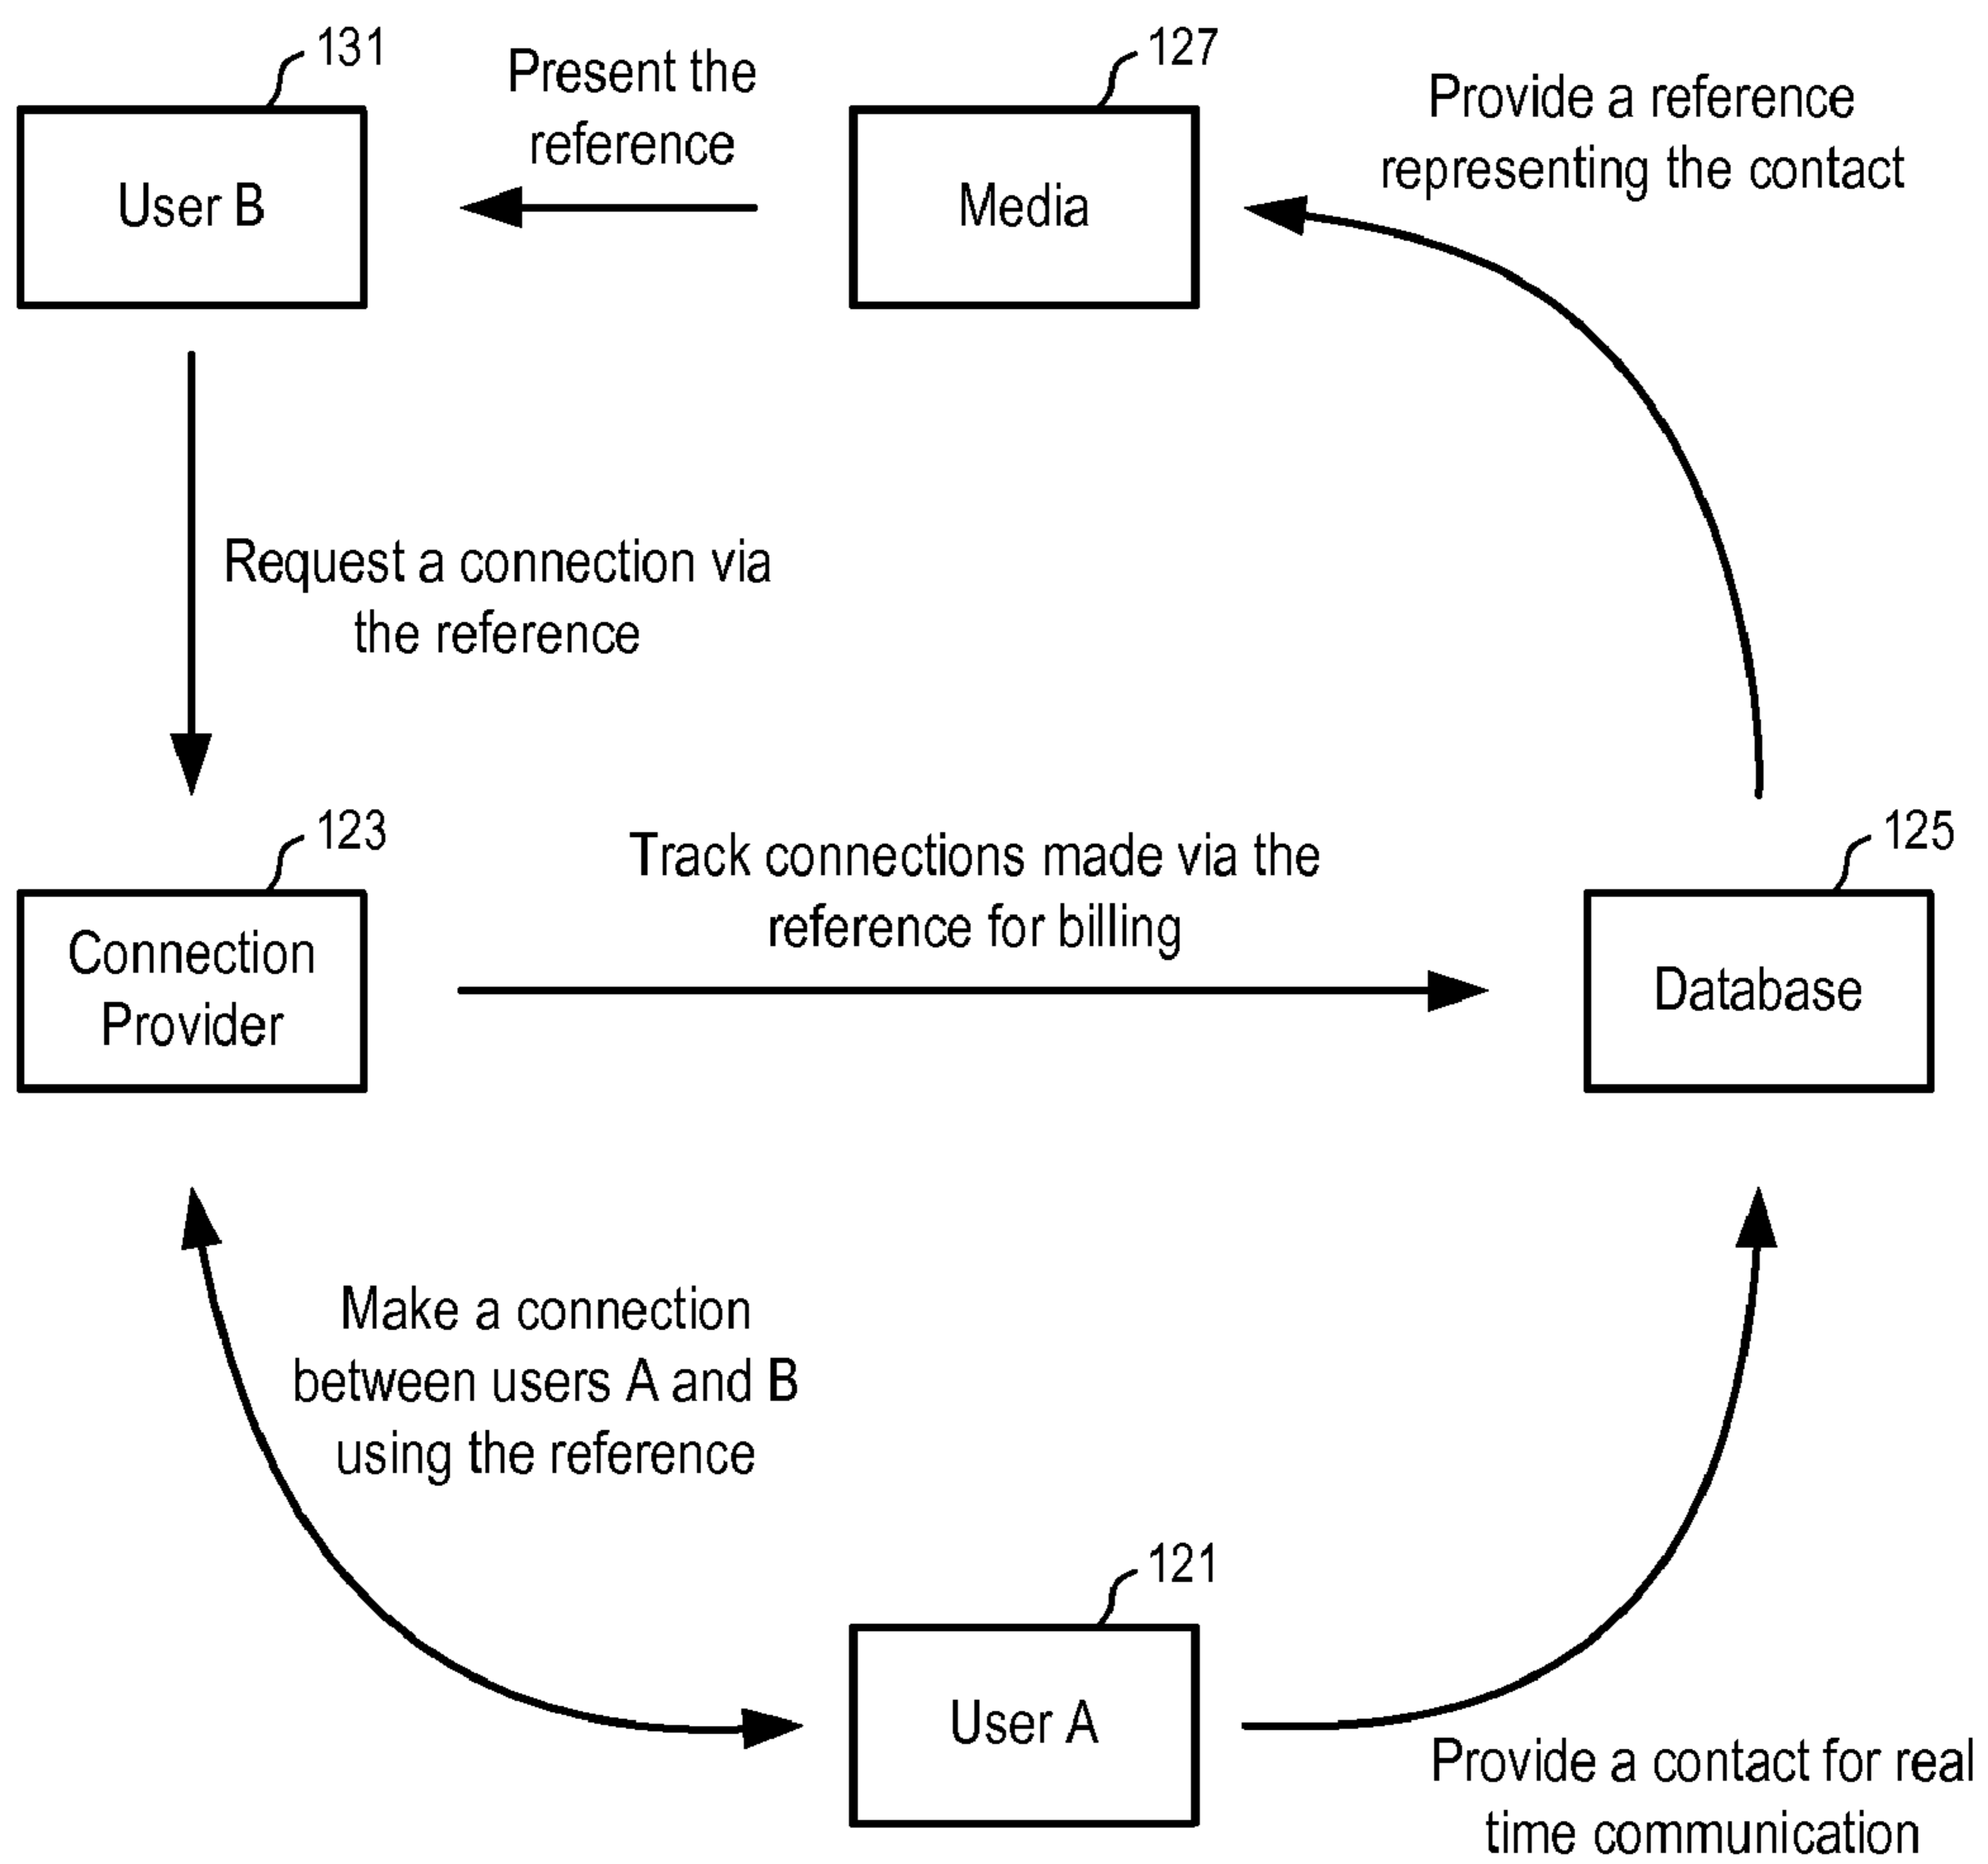 131
Present the
reference
127
Provide a reference
representing the contact
User B
Media
Request a connection via
the reference
123
Track connections made via the
reference for billing
125
Connection
Provider
Database
Make a connection
between users A and B
using the reference
121
User A
Provide a contact for real
time communication